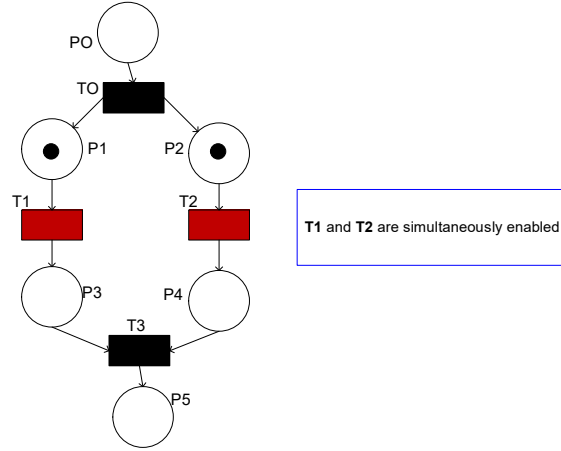 PO
TO
P1
P2
T1
T2
T1 and T2 are simultaneously enabled
P3
P4
T3
P5